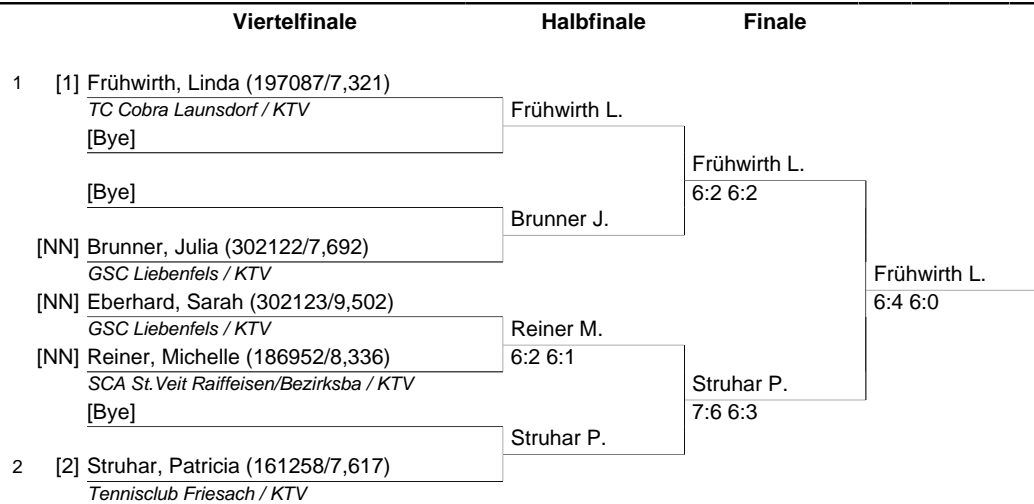 Viertelfinale Halbfinale Finale
1 [1] Frühwirth, Linda (197087/7,321)
TC Cobra Launsdorf / KTV Frühwirth L.
[Bye]
Frühwirth L.
[Bye] 6:2 6:2
Brunner J.
[NN] Brunner, Julia (302122/7,692)
GSC Liebenfels / KTV Frühwirth L.
[NN] Eberhard, Sarah (302123/9,502) 6:4 6:0
GSC Liebenfels / KTV Reiner M.
[NN] Reiner, Michelle (186952/8,336) 6:2 6:1
SCA St.Veit Raiffeisen/Bezirksba / KTV Struhar P.
[Bye] 7:6 6:3
Struhar P.
2 [2] Struhar, Patricia (161258/7,617)
Tennisclub Friesach / KTV